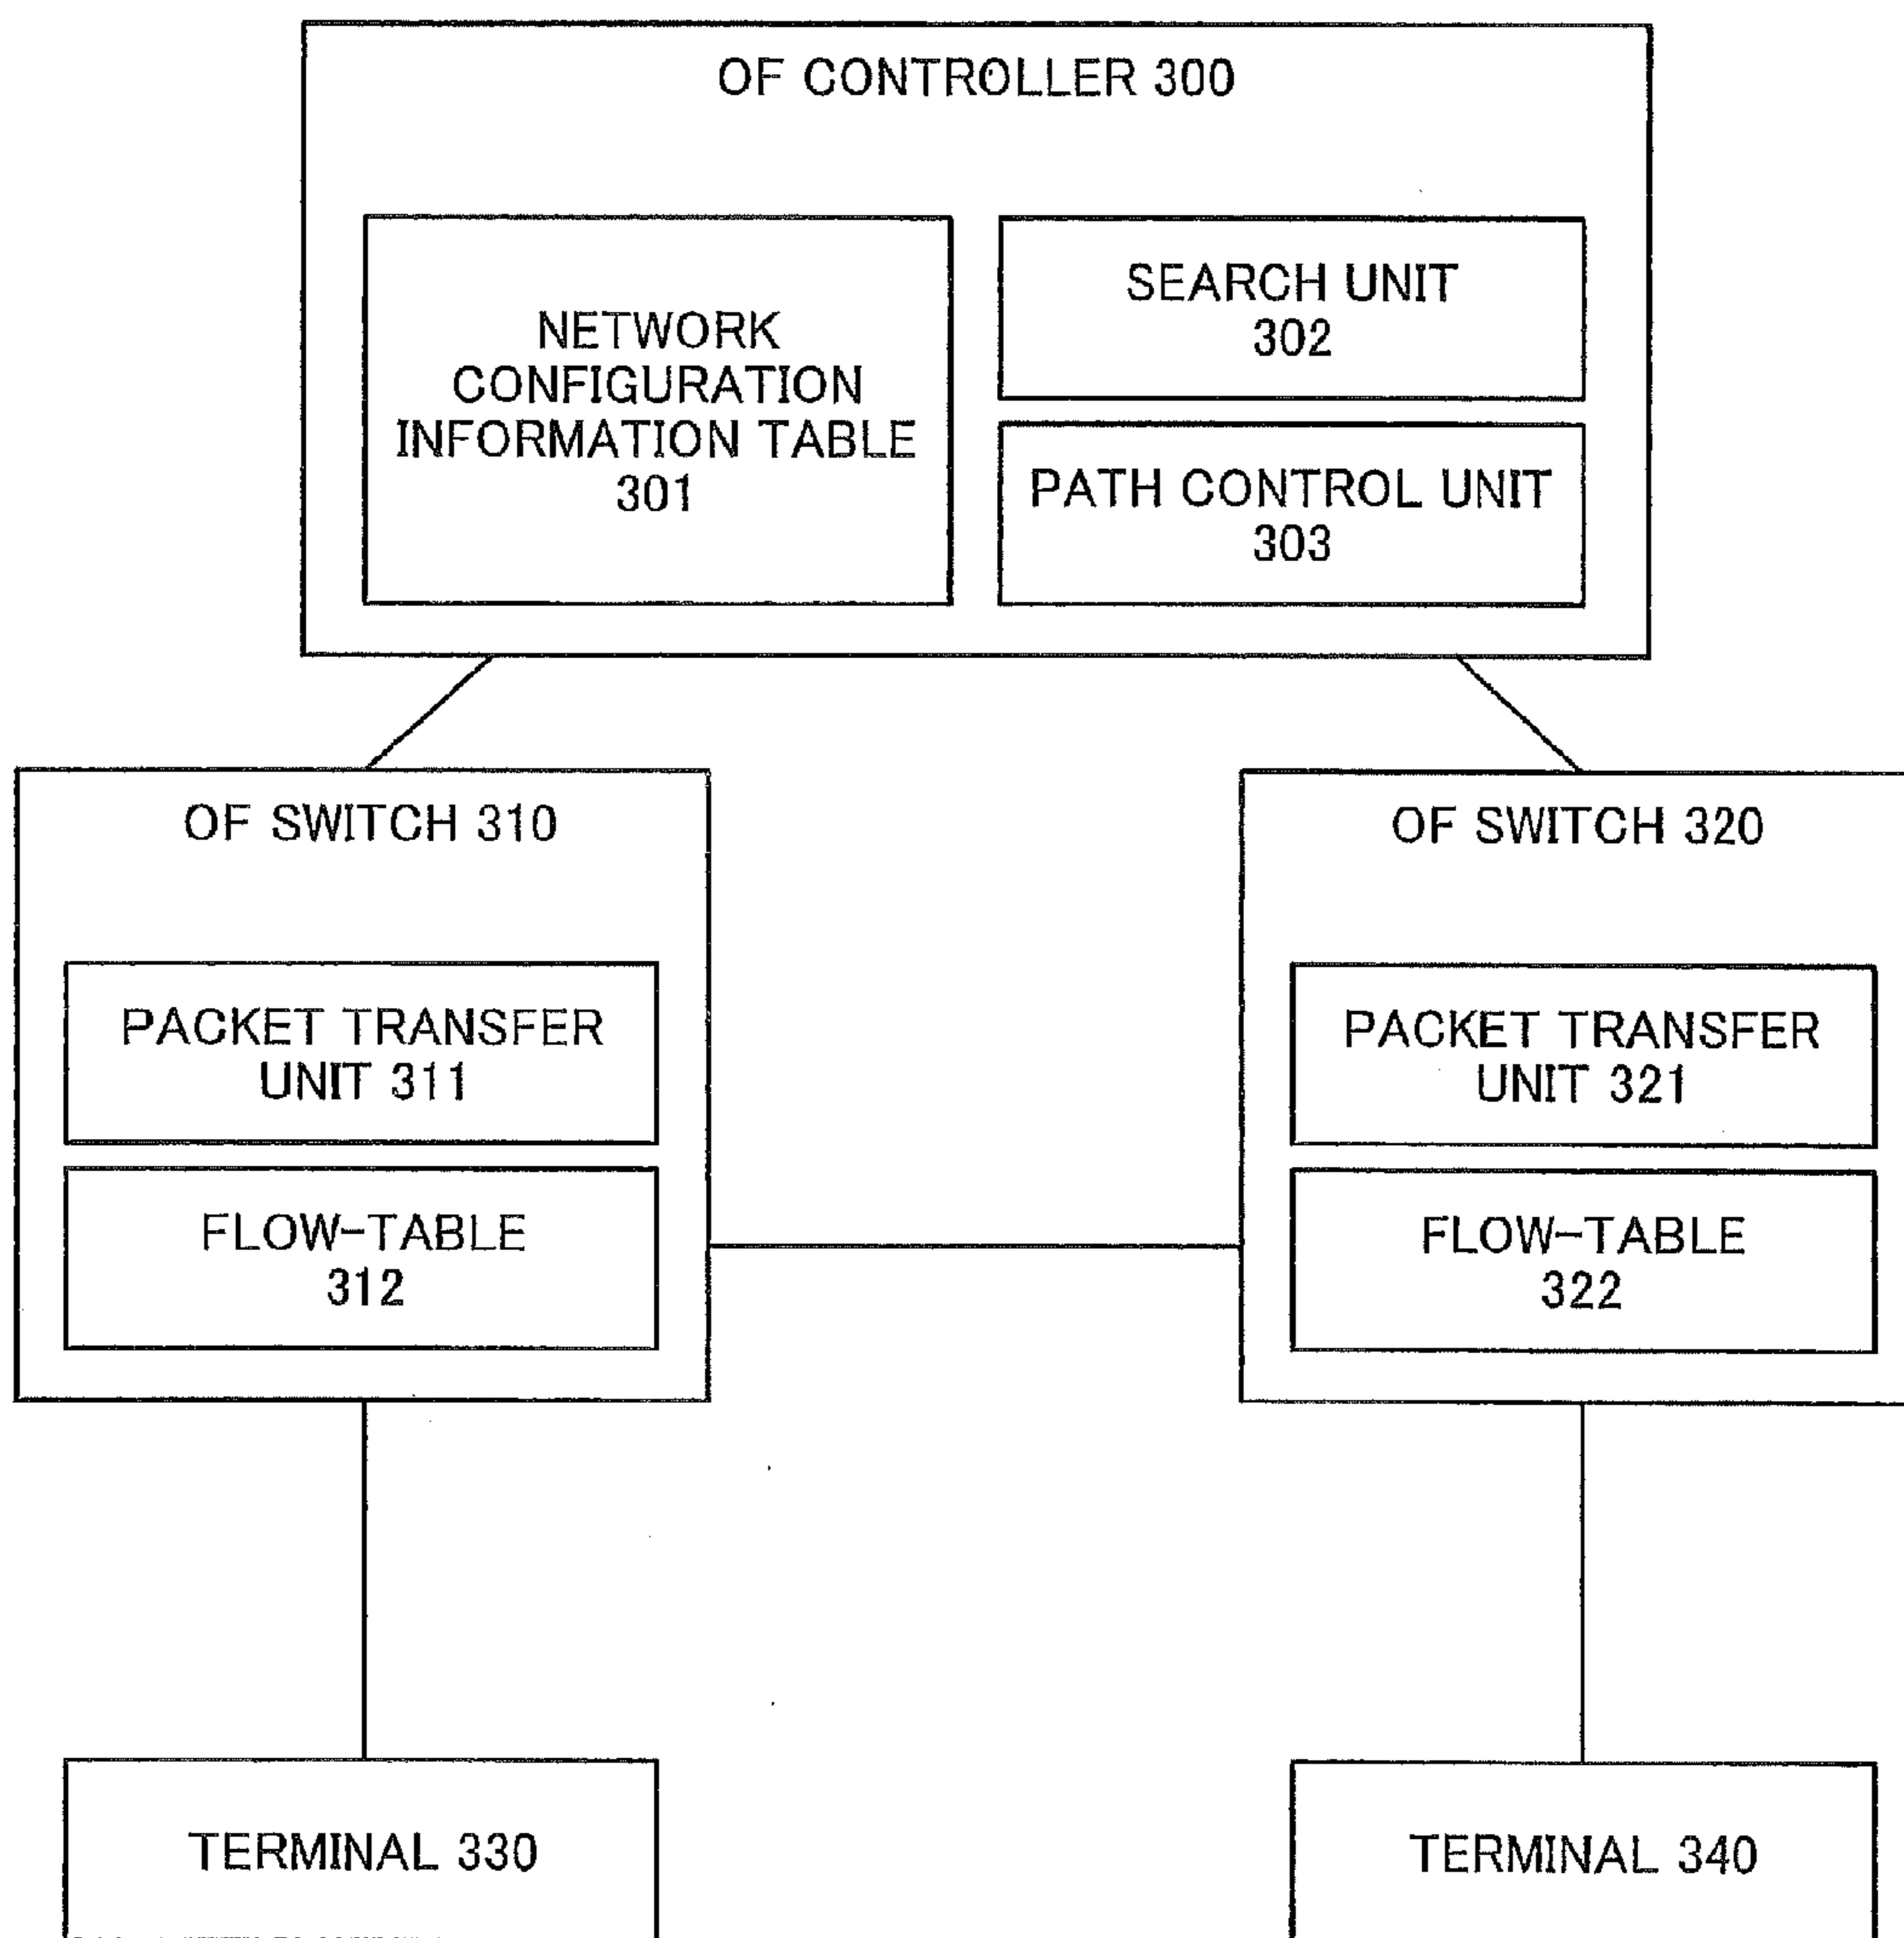 OF CONTROLLER 300
NETWORK
CONFIGURATION
INFORMATION TABLE
301
SEARCH UNIT
302
PATH CONTROL UNIT
303
OF SWITCH 310
PACKET TRANSFER
UNIT 311
FLOW-TABLE
312
OF SWITCH 320
PACKET TRANSFER
UNIT 321
FLOW-TABLE
322
TERMINAL 330
TERMINAL 340